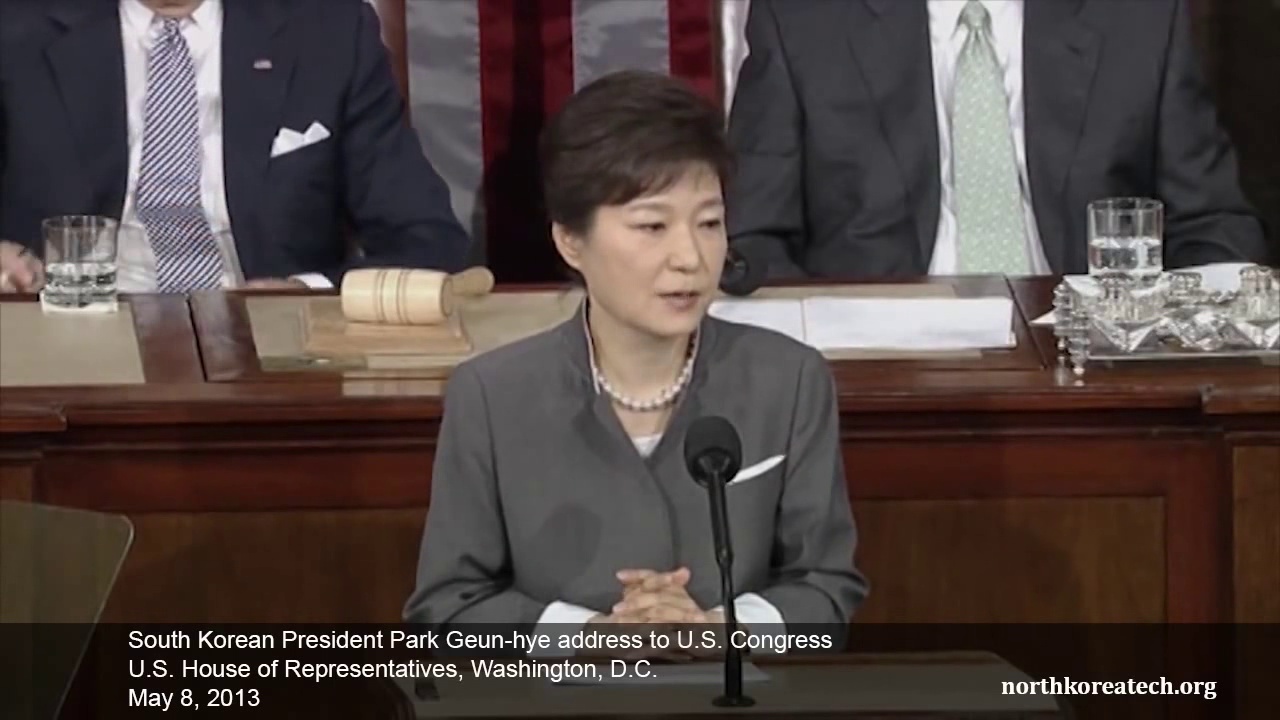 South Korean President Park Geun-hye address to U.S. Congress
U.S. House of Representatives, Washington, D.C.
May 8, 2013
northkoreatech.org